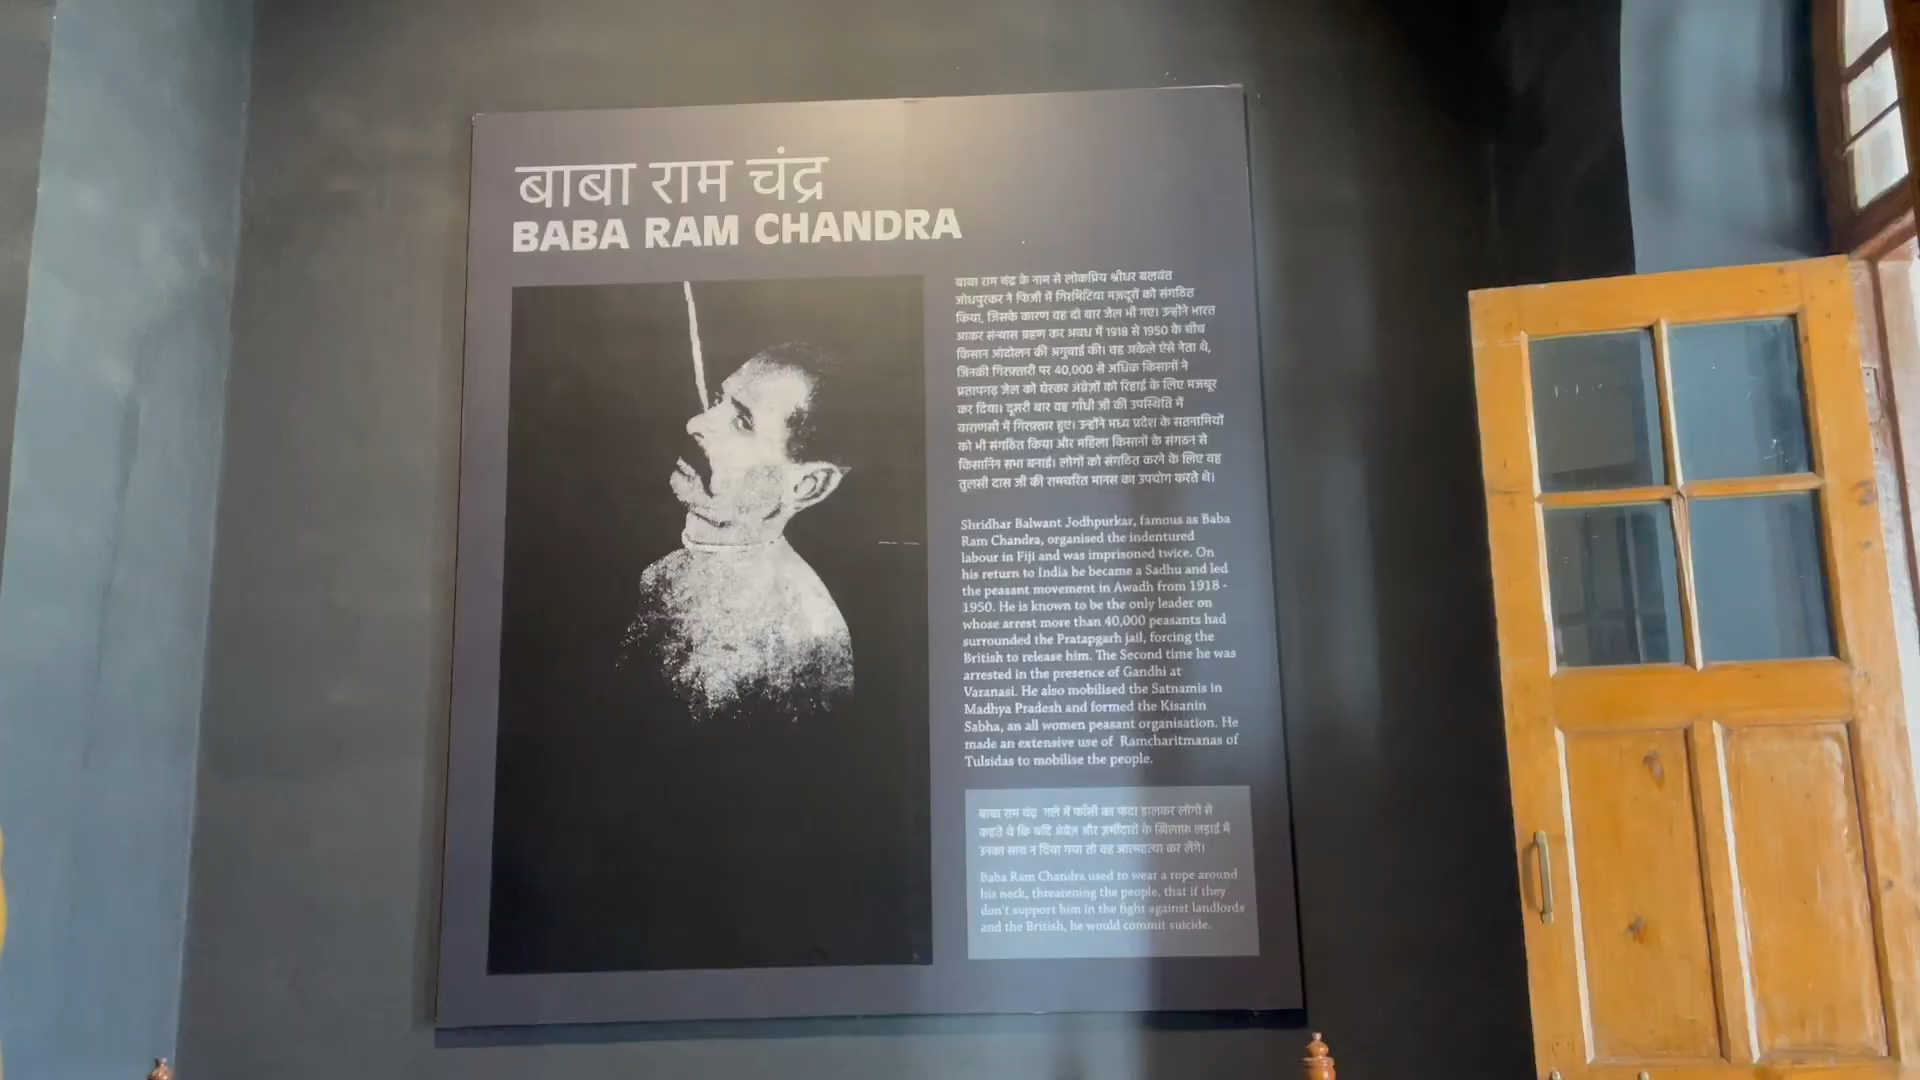 बाबा राम चंद्र
BABA RAM CHANDRA
बाबा राम चंद्र के नाम से लोकप्रिय श्रीधर बलवंत
जोधपुरकर ने फिजी में गिरमिटिया मज़दूरों को संगठित
किया, जिसके कारण वह दो बार जेल भी गए। उन्होंने भारत
आकर संन्यास ग्रहण कर अवध में 1918 से 1950 के बीच
किसान आंदोलन की अगुवाई की। वह अकेले ऐसे नेता थे,
जिनकी गिरफ़्तारी पर 40,000 से अधिक किसानों ने
प्रतापगढ़ जेल को घेरकर अंग्रेज़ों को रिहाई के लिए मजबूर
कर दिया। दूसरी बार वह गाँधी जी की उपस्थिति में
वाराणसी में गिरफ़्तार हुए। उन्होंने मध्य प्रदेश के सतनामियों
को भी संगठित किया और महिला किसानों के संगठन से
किसानिन सभा बनाई। लोगों को संगठित करने के लिए वह
तुलसी दास जी की रामचरित मानस का उपयोग करते थे।
Shridhar Balwant Jodhpurkar, famous as Baba
Ram Chandra, organised the indentured
labour in Fiji and was imprisoned twice. On
his return to India he became a Sadhu and led
the peasant movement in Awadh from 1918 -
1950. He is known to be the only leader on
whose arrest more than 40,000 peasants had
surrounded the Pratapgarh jail, forcing the
British to release him. The Second time he was
arrested in the presence of Gandhi at
Varanasi. He also mobilised the Satnamis in
Madhya Pradesh and formed the Kisanin
Sabha, an all women peasant organisation. He
made an extensive use of Ramcharitmanas of
Tulsidas to mobilise the people.
बाबा राम चंद्र गले में फाँसी का फंदा डालकर लोगों से
कहते थे कि यदि अंग्रेज़ और ज़मींदारों के ख़िलाफ़ लड़ाई में
उनका साथ न दिया गया तो वह आत्महत्या कर लेंगे।
Baba Ram Chandra used to wear a rope around
his neck, threatening the people, that if they
don't support him in the fight against landlords
and the British, he would commit suicide.